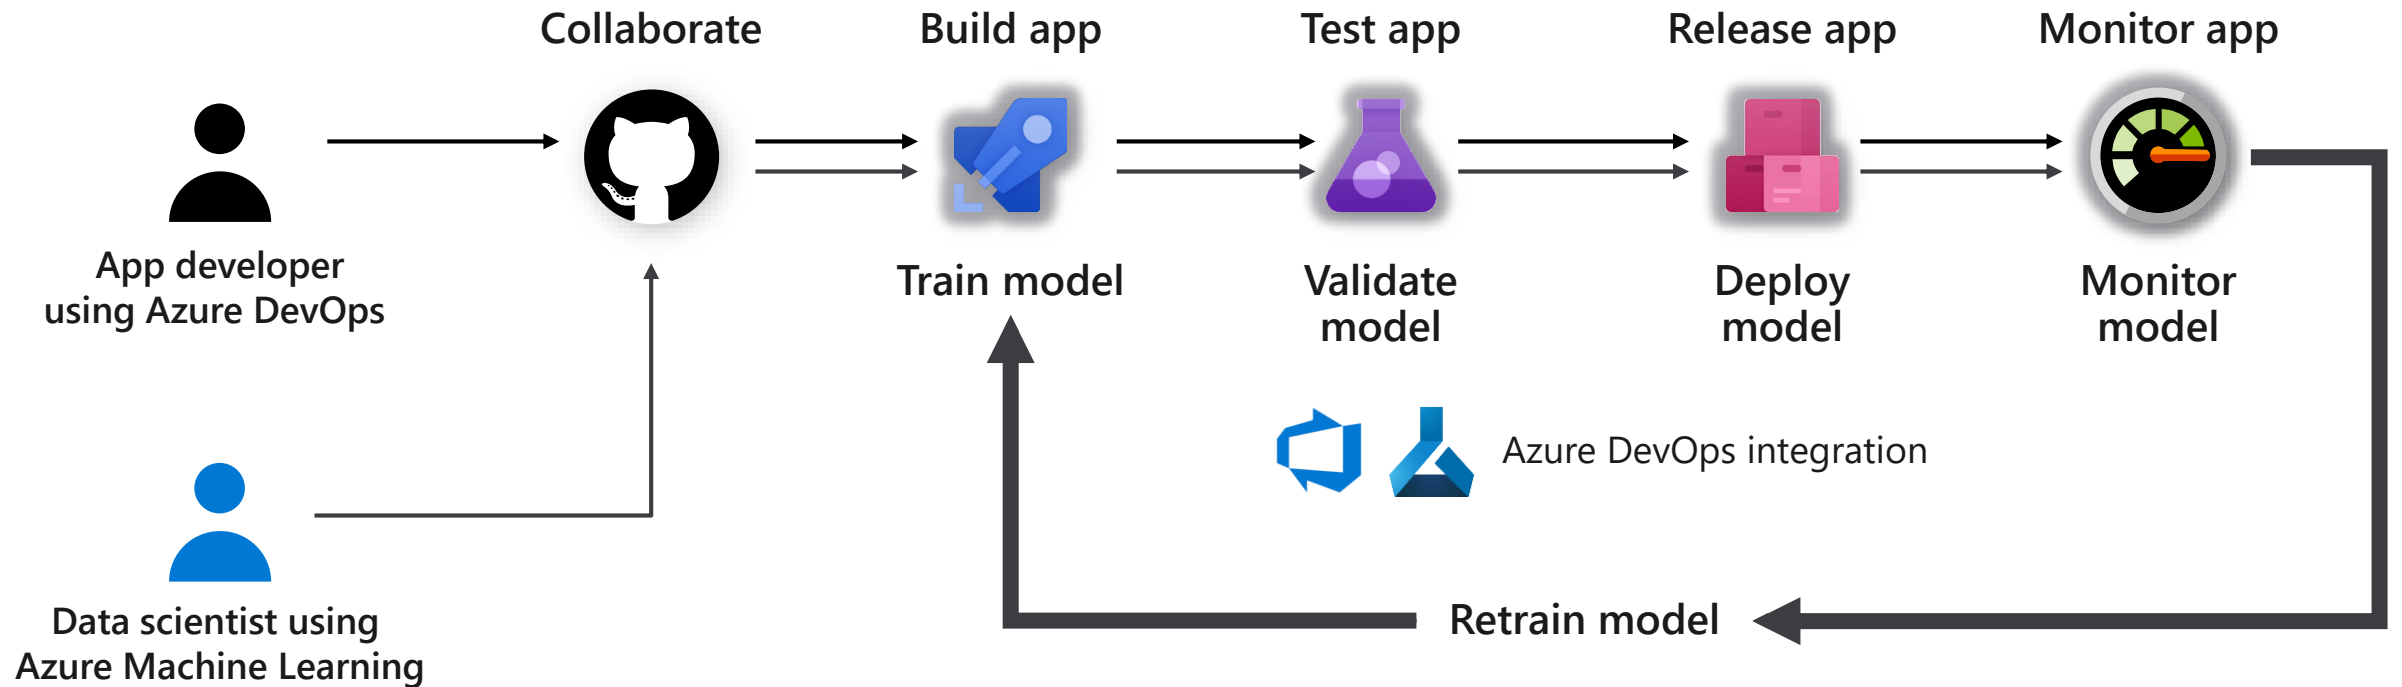 Collaborate
Build app
Test app
Release app
Monitor app
App developer
using Azure DevOps
Train model
Validate
model
Deploy
model
Monitor
model
Azure DevOps integration
Data scientist using
Azure Machine Learning
Retrain model